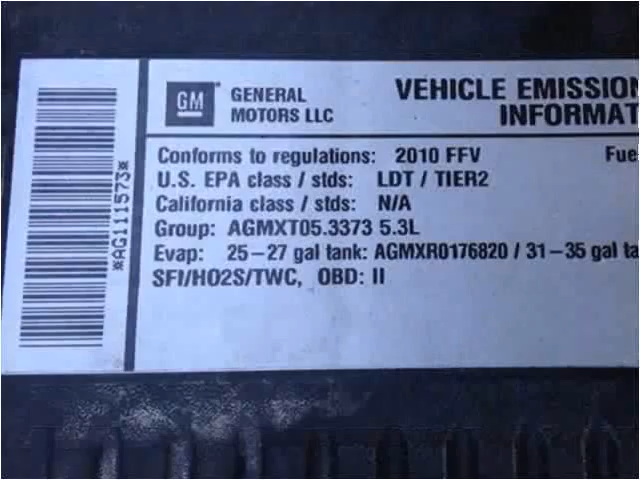 *AG111573*
GM GENERAL MOTORS LLC
VEHICLE EMISSION
INFORMAT
Conforms to regulations: 2010 FFV Fue
U.S. EPA class / stds: LDT / TIER2
California class / stds: N/A
Group: AGMXT05.3373 5.3L
Evap: 25-27 gal tank: AGMXR0176820 / 31-35 gal ta
SFI/HO2S/TWC, OBD: II